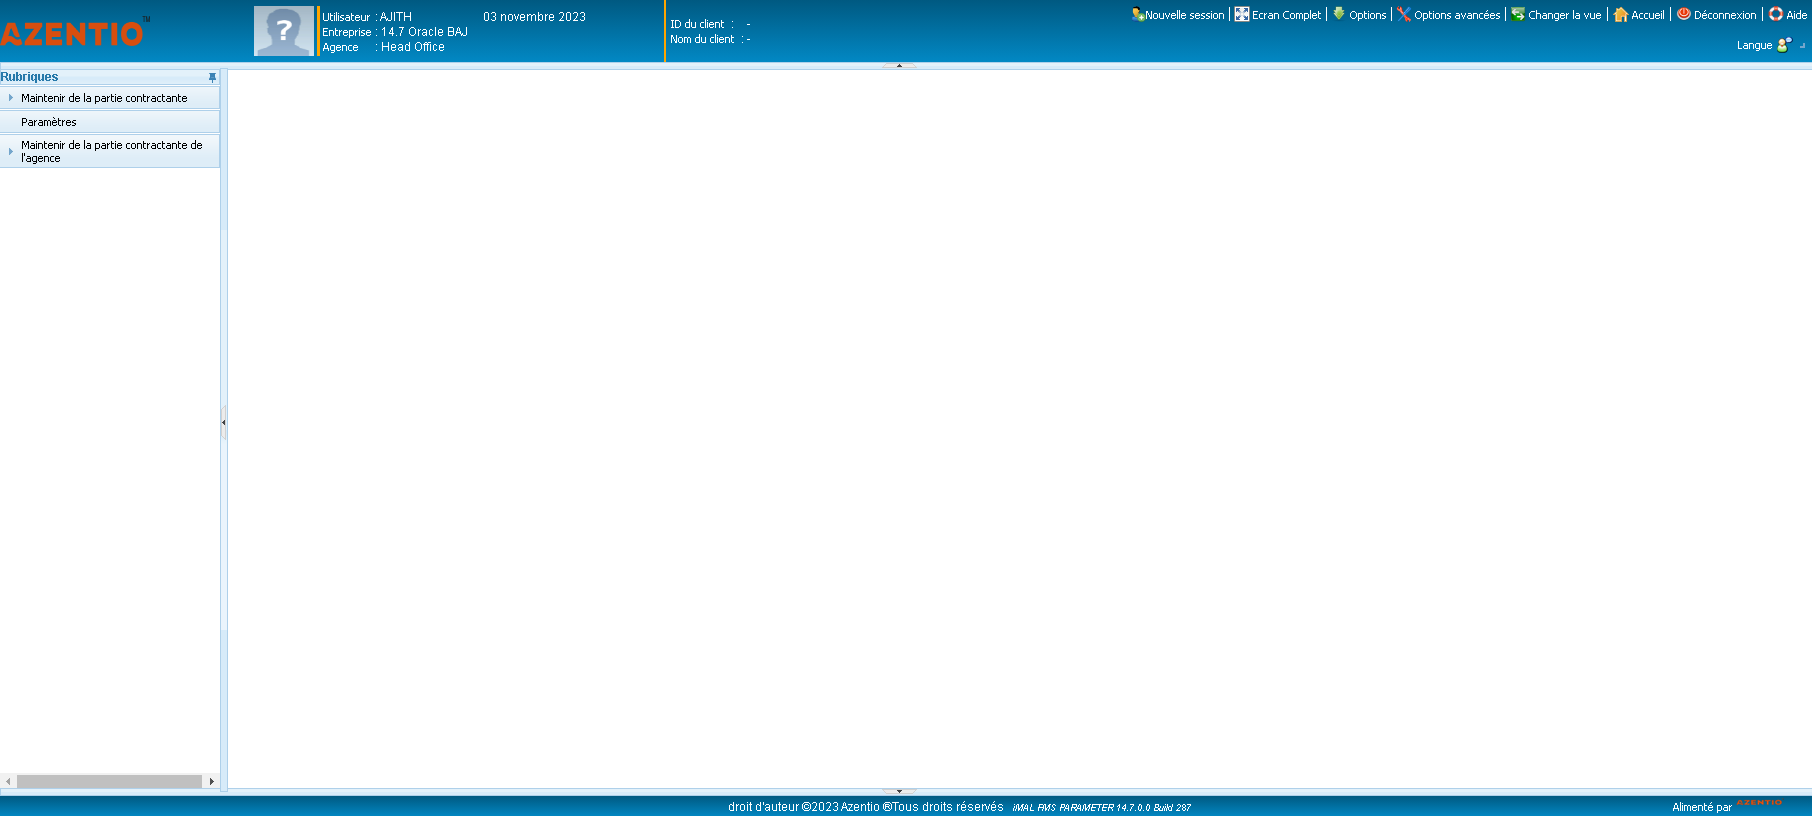 AZENTIO™
Utilisateur : AJITH 03 novembre 2023
Entreprise : 14.7 Oracle BAJ
Agence : Head Office
ID du client : -
Nom du client : -
Nouvelle session | Ecran Complet | Options | Options avancées | Changer la vue | Accueil | Déconnexion | Aide
Langue
Rubriques
Maintenir de la partie contractante
Paramètres
Maintenir de la partie contractante de
l'agence
droit d'auteur ©2023 Azentio ®Tous droits réservés iMAL PMS PARAMETER 14.7.0.0 Build 287
Alimenté par AZENTIO